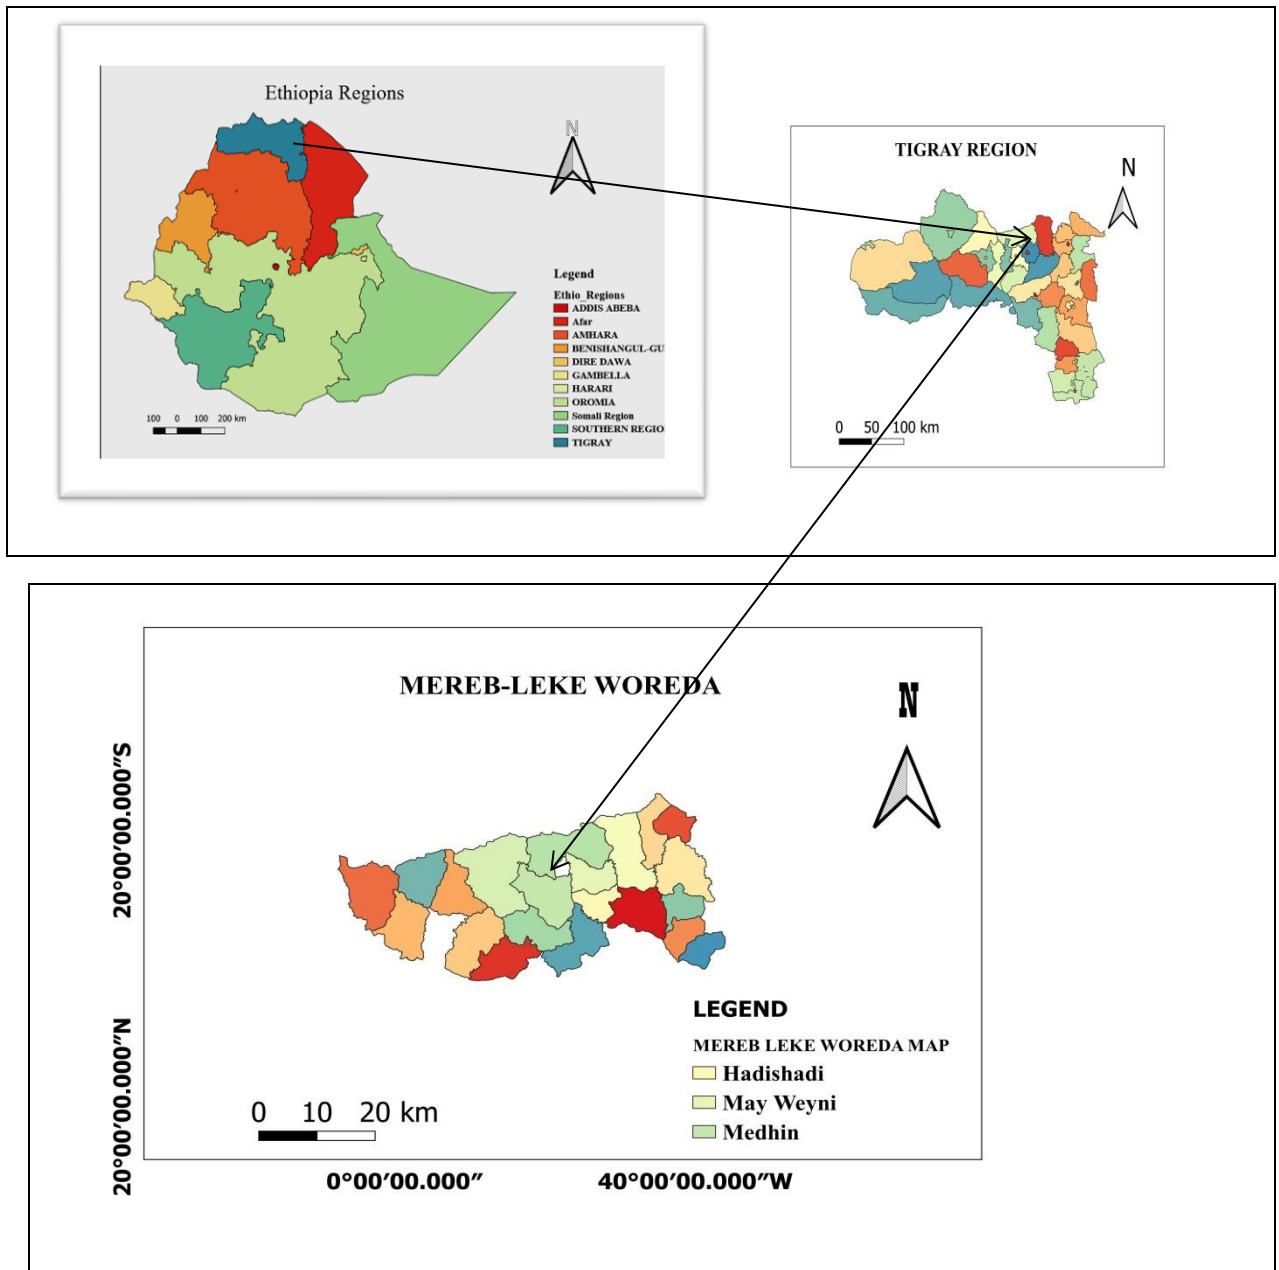 Ethiopia Regions
N
Legend
Ethio_Regions
ADDIS ABEBA
Afar
AMHARA
BENISHANGUL-GU
DIRE DAWA
GAMBELLA
HARARI
OROMIA
Somali Region
SOUTHERN REGIO
TIGRAY
100 0 100 200 km
TIGRAY REGION
N
0 50 100 km
MEREB-LEKE WOREDA
N
20°00′00.000″S
20°00′00.000″N
LEGEND
MEREB LEKE WOREDA MAP
Hadishadi
May Weyni
Medhin
0 10 20 km
0°00′00.000″ 40°00′00.000″W